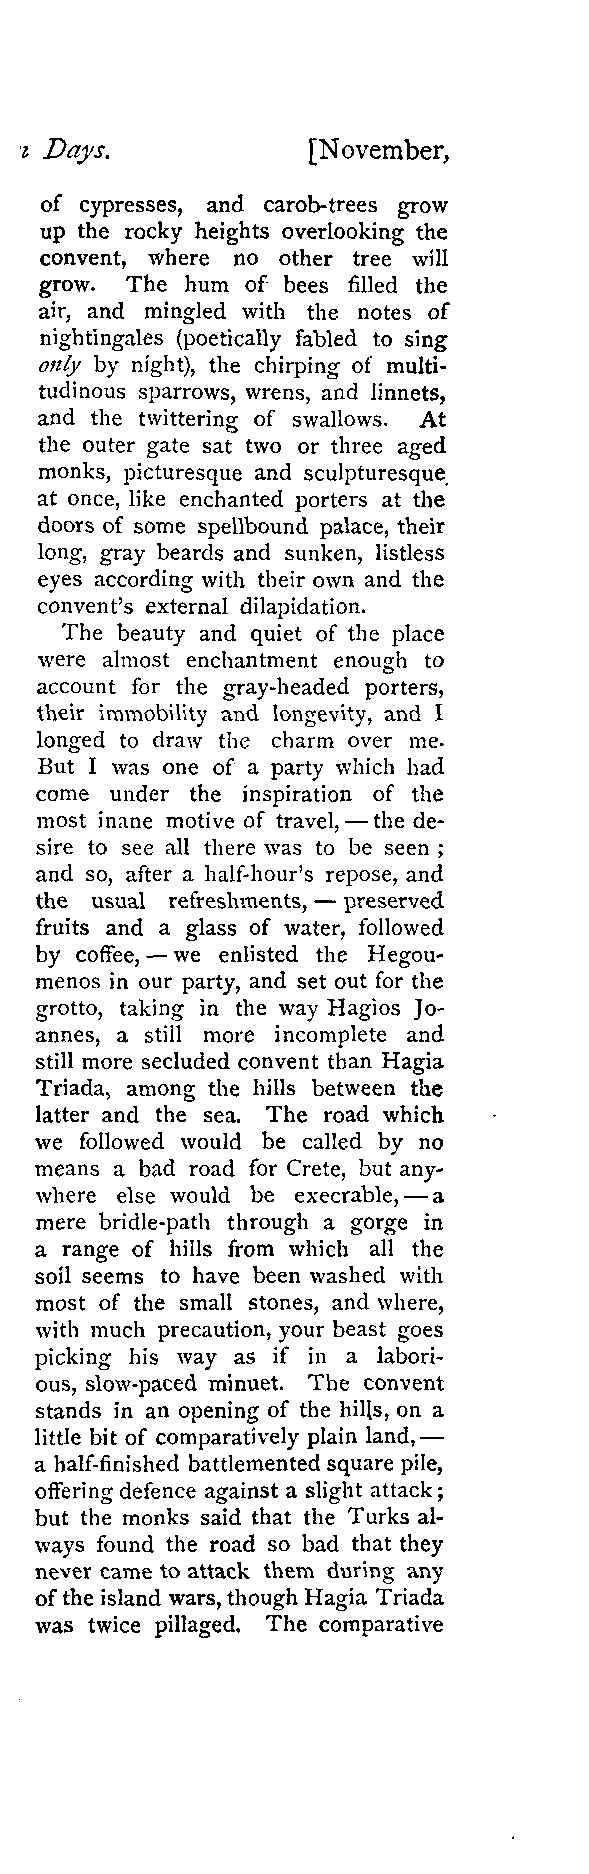 Days. [November,
of cypresses, and carob-trees grow
up the rocky heights overlooking the
convent, where no other tree will
grow. The hum of bees filled the
air, and mingled with the notes of
nightingales (poetically fabled to sing
only by night), the chirping of multi-
tudinous sparrows, wrens, and linnets,
and the twittering of swallows. At
the outer gate sat two or three aged
monks, picturesque and sculpturesque
at once, like enchanted porters at the
doors of some spellbound palace, their
long, gray beards and sunken, listless
eyes according with their own and the
convent's external dilapidation.
The beauty and quiet of the place
were almost enchantment enough to
account for the gray-headed porters,
their immobility and longevity, and I
longed to draw the charm over me.
But I was one of a party which had
come under the inspiration of the
most inane motive of travel, — the de-
sire to see all there was to be seen ;
and so, after a half-hour's repose, and
the usual refreshments, — preserved
fruits and a glass of water, followed
by coffee, — we enlisted the Hegou-
menos in our party, and set out for the
grotto, taking in the way Hagios Jo-
annes, a still more incomplete and
still more secluded convent than Hagia
Triada, among the hills between the
latter and the sea. The road which
we followed would be called by no
means a bad road for Crete, but any-
where else would be execrable, — a
mere bridle-path through a gorge in
a range of hills from which all the
soil seems to have been washed with
most of the small stones, and where,
with much precaution, your beast goes
picking his way as if in a labori-
ous, slow-paced minuet. The convent
stands in an opening of the hills, on a
little bit of comparatively plain land, —
a half-finished battlemented square pile,
offering defence against a slight attack ;
but the monks said that the Turks al-
ways found the road so bad that they
never came to attack them during any
of the island wars, though Hagia Triada
was twice pillaged. The comparative